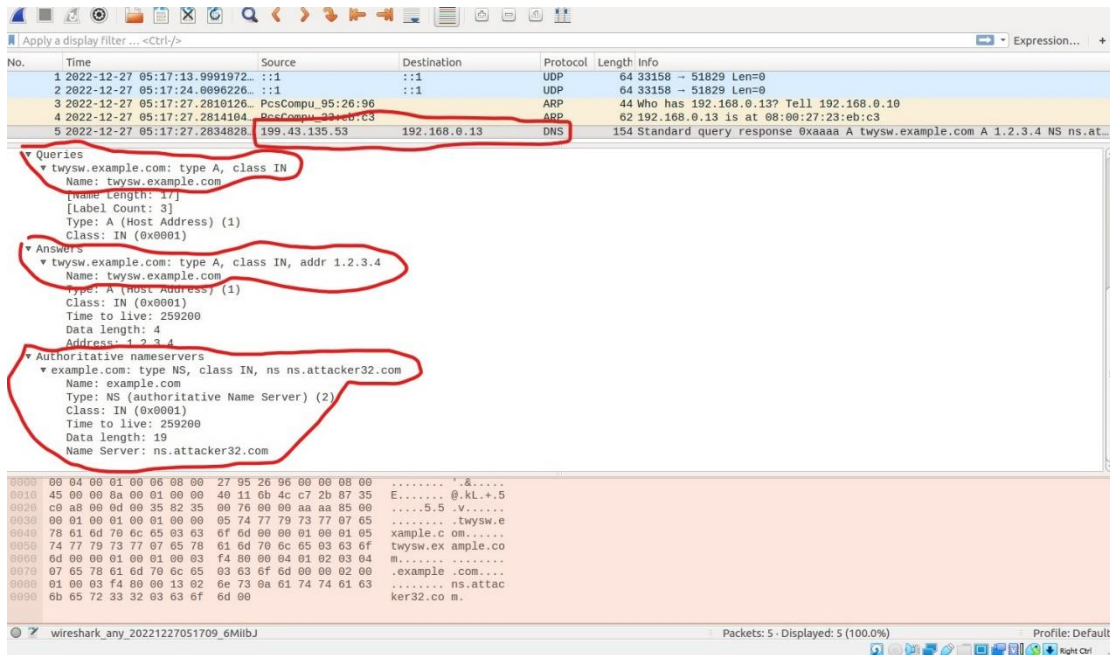 Apply a display filter ... <Ctrl-/> Expression... +
No. Time Source Destination Protocol Length Info
1 2022-12-27 05:17:13.9991972… ::1 ::1 UDP 64 33158 → 51829 Len=0
2 2022-12-27 05:17:24.0096226… ::1 ::1 UDP 64 33158 → 51829 Len=0
3 2022-12-27 05:17:27.2810126… PcsCompu_95:26:96 ARP 44 Who has 192.168.0.13? Tell 192.168.0.10
4 2022-12-27 05:17:27.2814104… PcsCompu_23:eb:c3 ARP 62 192.168.0.13 is at 08:00:27:23:eb:c3
5 2022-12-27 05:17:27.2834828… 199.43.135.53 192.168.0.13 DNS 154 Standard query response 0xaaaa A twysw.example.com A 1.2.3.4 NS ns.at…
Queries
twysw.example.com: type A, class IN
Name: twysw.example.com
[Name Length: 17]
[Label Count: 3]
Type: A (Host Address) (1)
Class: IN (0x0001)
Answers
twysw.example.com: type A, class IN, addr 1.2.3.4
Name: twysw.example.com
Type: A (Host Address) (1)
Class: IN (0x0001)
Time to live: 259200
Data length: 4
Address: 1.2.3.4
Authoritative nameservers
example.com: type NS, class IN, ns ns.attacker32.com
Name: example.com
Type: NS (authoritative Name Server) (2)
Class: IN (0x0001)
Time to live: 259200
Data length: 19
Name Server: ns.attacker32.com
0000 00 04 00 01 00 06 08 00 27 95 26 96 00 00 08 00 ........ '.&.....
0010 45 00 00 8a 00 01 00 00 40 11 6b 4c c7 2b 87 35 E....... @.kL.+.5
0020 c0 a8 00 0d 00 35 82 35 00 76 00 00 aa aa 85 00 .....5.5 .v......
0030 00 01 00 01 00 01 00 00 05 74 77 79 73 77 07 65 ........ .twysw.e
0040 78 61 6d 70 6c 65 03 63 6f 6d 00 00 01 00 01 05 xample.c om......
0050 74 77 79 73 77 07 65 78 61 6d 70 6c 65 03 63 6f twysw.ex ample.co
0060 6d 00 00 01 00 01 00 03 f4 80 00 04 01 02 03 04 m....... ........
0070 07 65 78 61 6d 70 6c 65 03 63 6f 6d 00 00 02 00 .example .com....
0080 01 00 03 f4 80 00 13 02 6e 73 0a 61 74 74 61 63 ........ ns.attac
0090 6b 65 72 33 32 03 63 6f 6d 00 ker32.co m.
wireshark_any_20221227051709_6MiIbJ Packets: 5 · Displayed: 5 (100.0%) Profile: Default
Right Ctrl